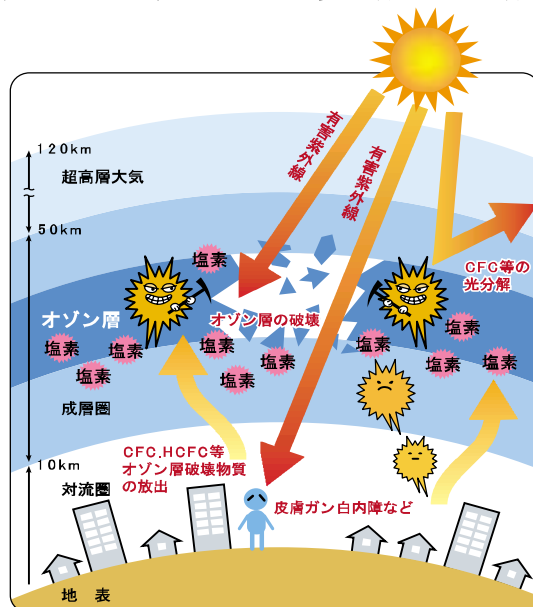 120km
超高層大気
50km
有害紫外線
有害紫外線
CFC等の
光分解
塩素
オゾン層
オゾン層の破壊
塩素
塩素
塩素
塩素
塩素
塩素
塩素
塩素
塩素
塩素
塩素
成層圏
10km
CFC,HCFC等
オゾン層破壊物質
の放出
対流圏
皮膚ガン白内障など
地 表